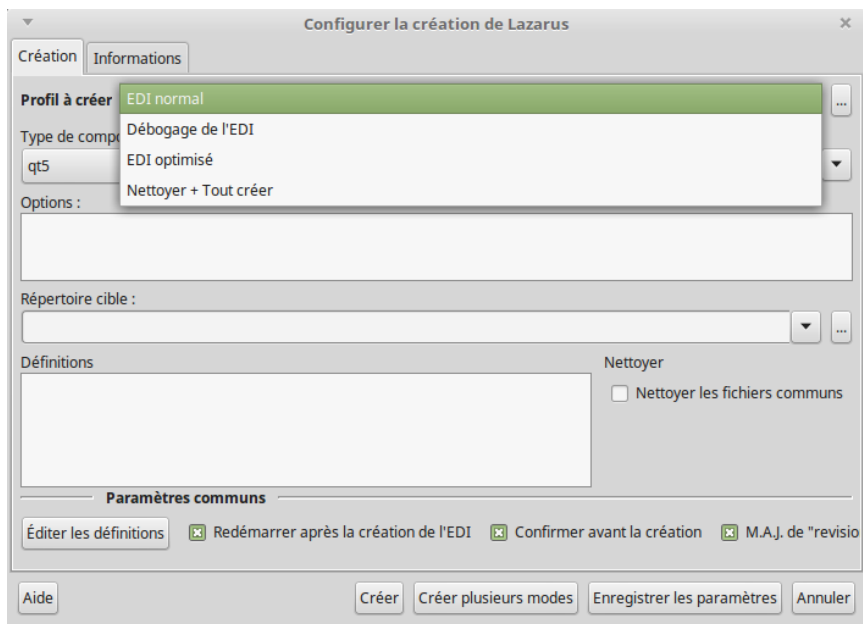 Configurer la création de Lazarus
Création Informations
Profil à créer EDI normal ...
Débogage de l'EDI
Type de compo
EDI optimisé
qt5
Nettoyer + Tout créer
Options :
Répertoire cible :
...
Définitions Nettoyer
Nettoyer les fichiers communs
Paramètres communs
Éditer les définitions Redémarrer après la création de l'EDI Confirmer avant la création M.A.J. de "revisio
Aide Créer Créer plusieurs modes Enregistrer les paramètres Annuler